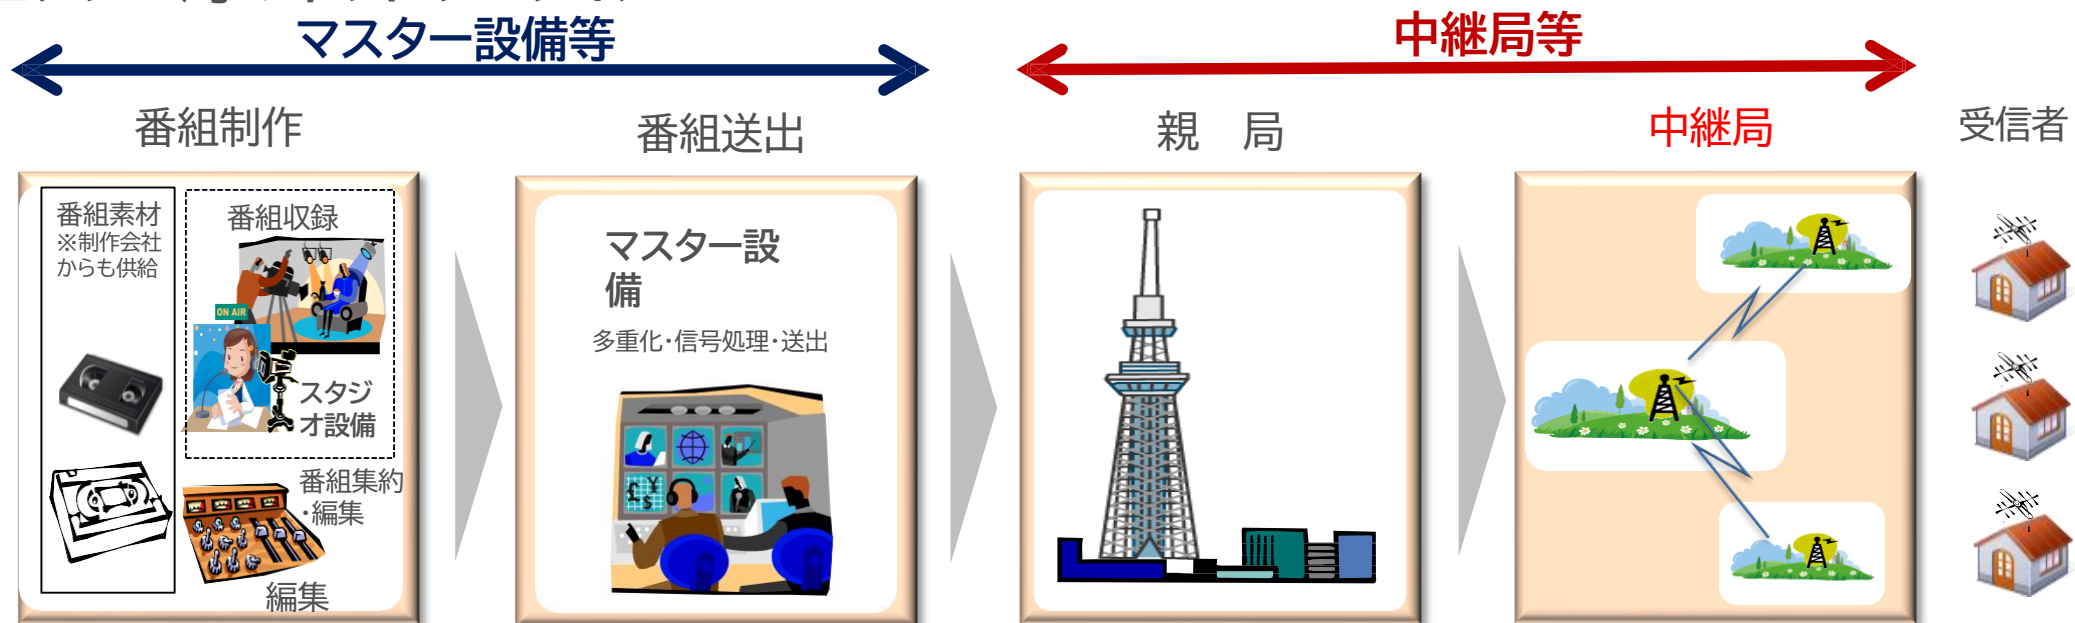 マスター設備等
中継局等
番組制作
番組送出
親　局
中継局
受信者
番組素材
※制作会社
からも供給
番組収録
ON AIR
スタジ
オ設備
番組集約
・編集
編集
マスター設
備
多重化・信号処理・送出